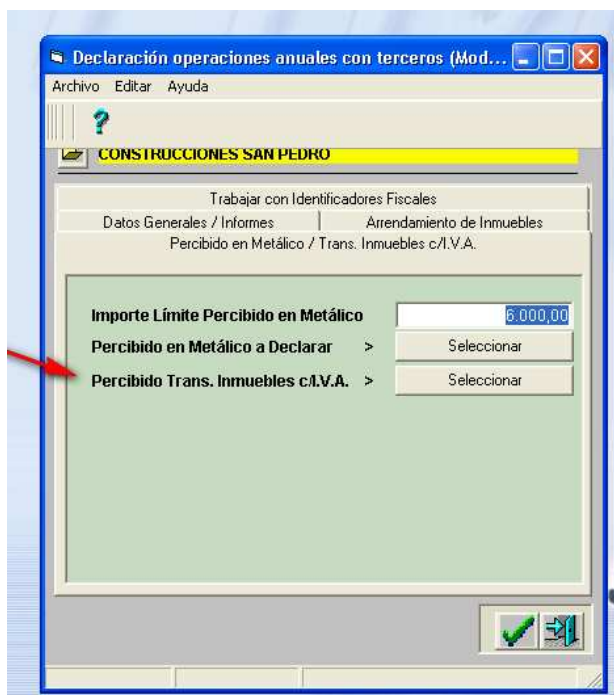 Declaración operaciones anuales con terceros (Mod...
Archivo Editar Ayuda
?
CONSTRUCCIONES SAN PEDRO
Trabajar con Identificadores Fiscales
Datos Generales / Informes Arrendamiento de Inmuebles
Percibido en Metálico / Trans. Inmuebles c/I.V.A.
Importe Límite Percibido en Metálico 6.000,00
Percibido en Metálico a Declarar > Seleccionar
Percibido Trans. Inmuebles c/I.V.A. > Seleccionar